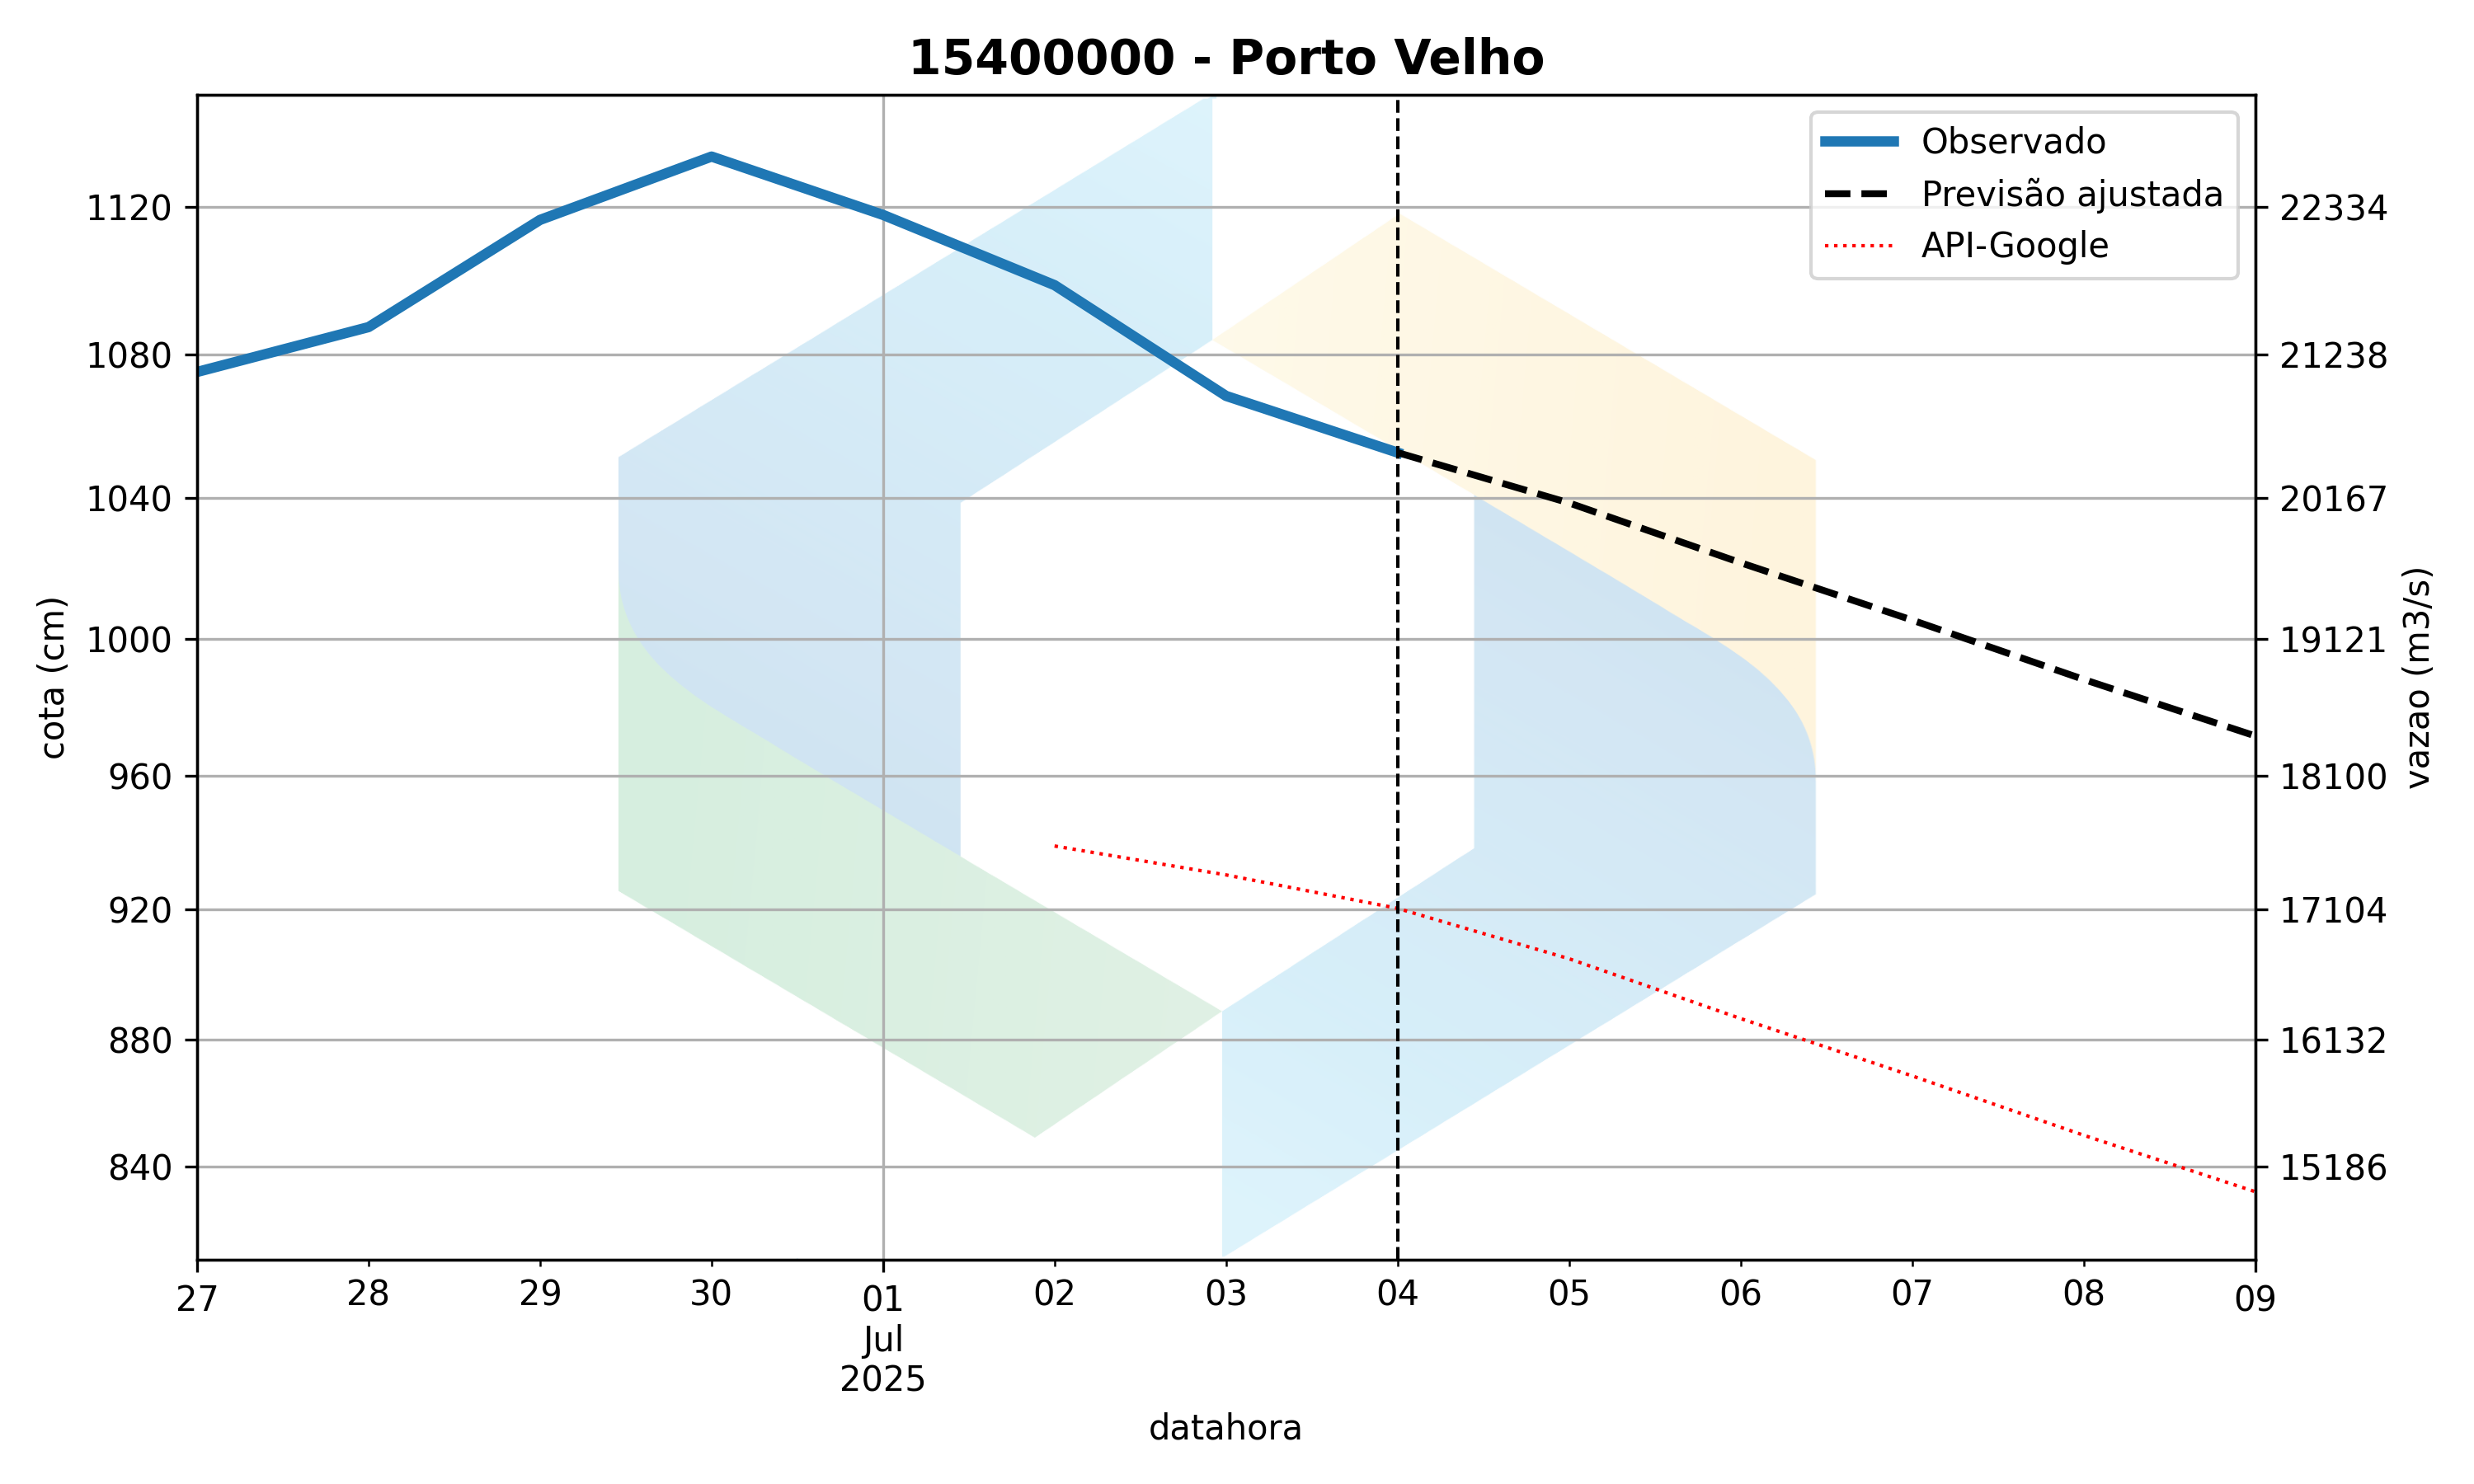 15400000 - Porto Velho
Observado
Previsão ajustada
API-Google
1120
1080
1040
1000
960
920
880
840
cota (cm)
22334
21238
20167
19121
18100
17104
16132
15186
vazao (m3/s)
27 28 29 30 01 02 03 04 05 06 07 08 09
Jul
2025
datahora